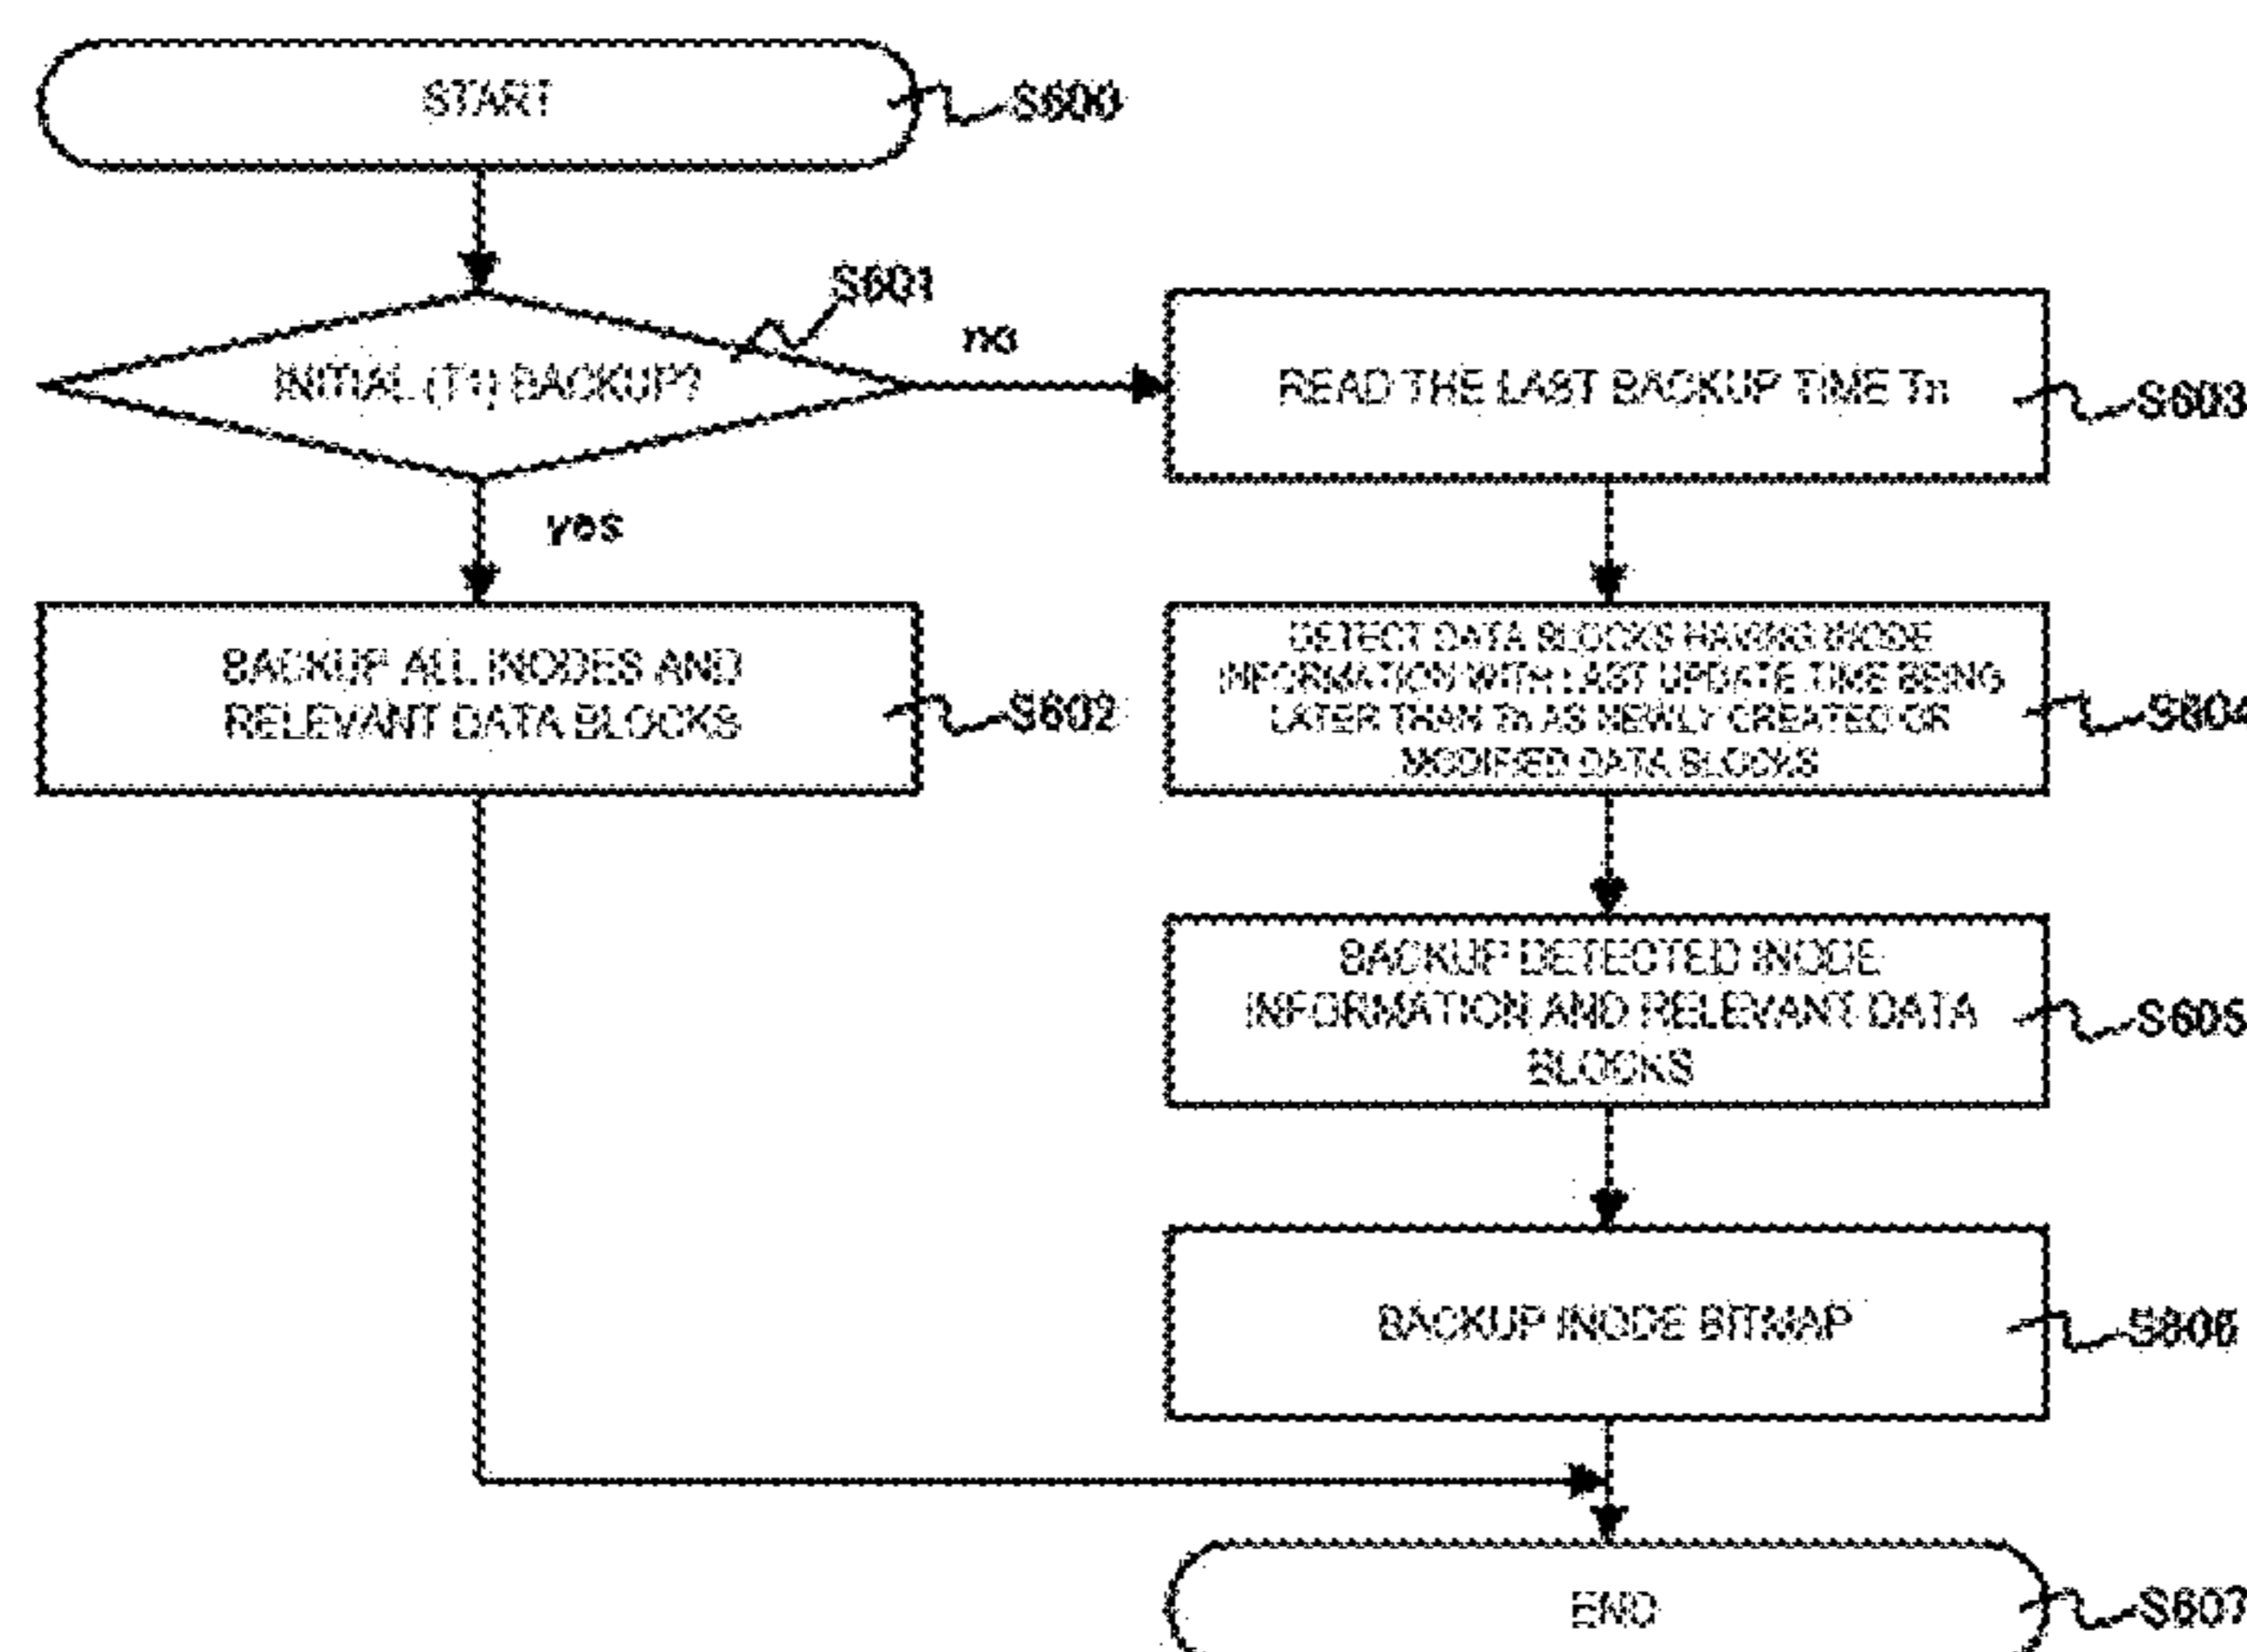 START
S600
S601
INITIAL (T1) BACKUP?
no
yes
READ THE LAST BACKUP TIME Tn
S603
BACKUP ALL INODES AND
RELEVANT DATA BLOCKS
S602
DETECT DATA BLOCKS HAVING INODE
INFORMATION WITH LAST UPDATE TIME BEING
LATER THAN Tn AS NEWLY CREATED OR
MODIFIED DATA BLOCKS
S604
BACKUP DETECTED INODE
INFORMATION AND RELEVANT DATA
BLOCKS
S605
BACKUP INODE BITMAP
S606
END
S607